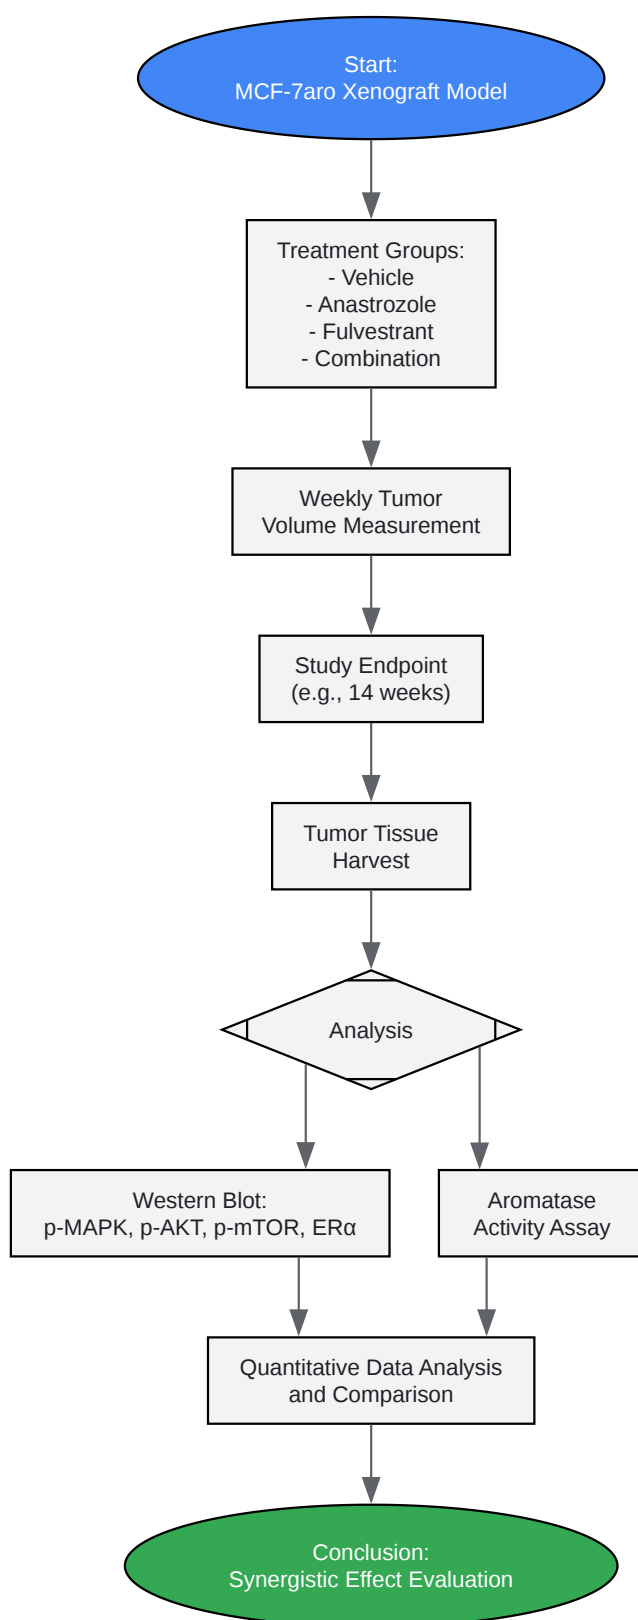 Start:
MCF-7aro Xenograft Model
Treatment Groups:
- Vehicle
- Anastrozole
- Fulvestrant
- Combination
Weekly Tumor
Volume Measurement
Study Endpoint
(e.g., 14 weeks)
Tumor Tissue
Harvest
Analysis
Western Blot:
p-MAPK, p-AKT, p-mTOR, ERα
Aromatase
Activity Assay
Quantitative Data Analysis
and Comparison
Conclusion:
Synergistic Effect Evaluation